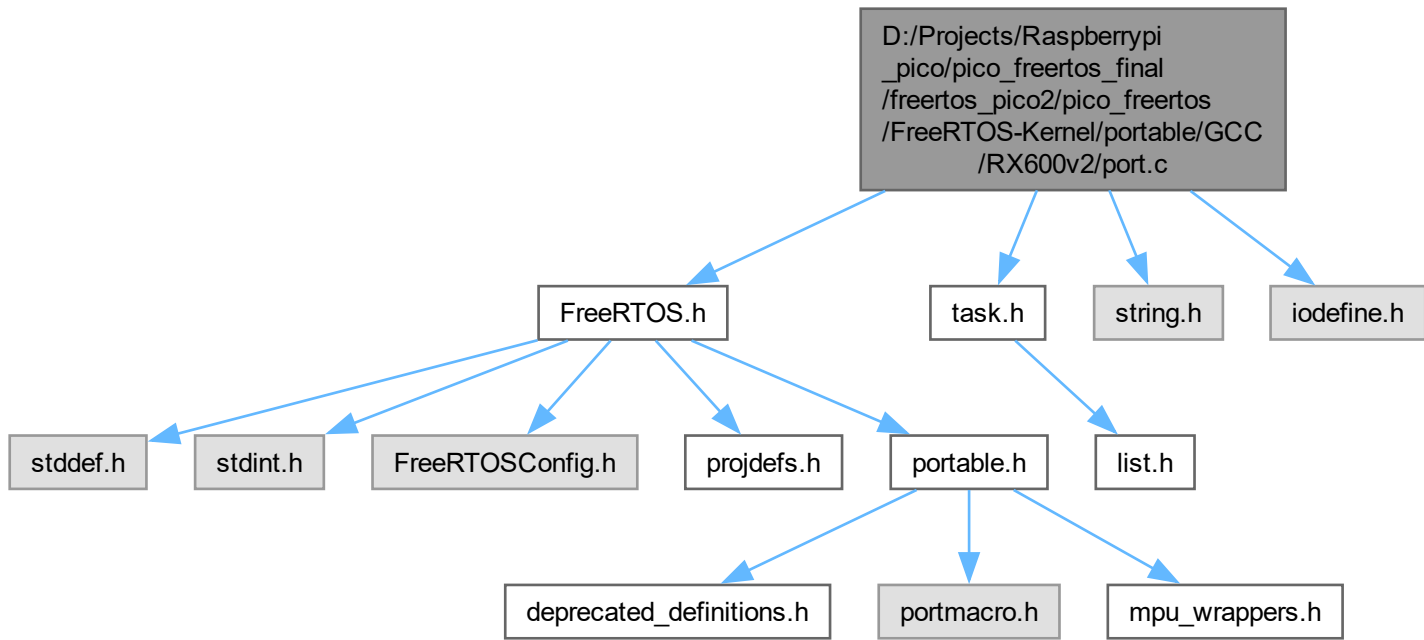 D:/Projects/Raspberrypi
_pico/pico_freertos_final
/freertos_pico2/pico_freertos
/FreeRTOS-Kernel/portable/GCC
/RX600v2/port.c
FreeRTOS.h
task.h
string.h
iodefine.h
stddef.h
stdint.h
FreeRTOSConfig.h
projdefs.h
portable.h
list.h
deprecated_definitions.h
portmacro.h
mpu_wrappers.h